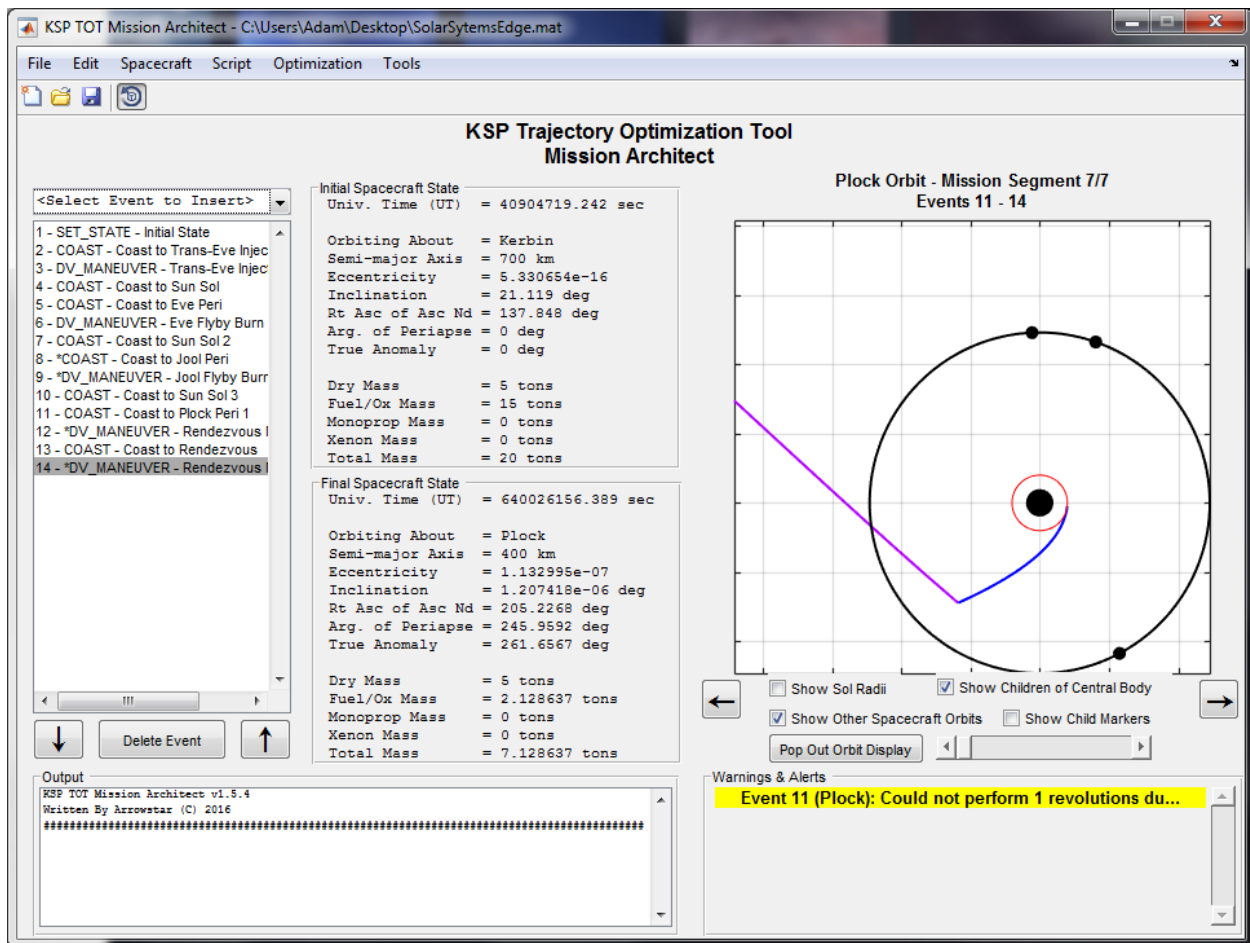 KSP TOT Mission Architect - C:\Users\Adam\Desktop\SolarSytemsEdge.mat
File Edit Spacecraft Script Optimization Tools
KSP Trajectory Optimization Tool
Mission Architect
<Select Event to Insert>
1 - SET_STATE - Initial State
2 - COAST - Coast to Trans-Eve Injec
3 - DV_MANEUVER - Trans-Eve Injec
4 - COAST - Coast to Sun SoI
5 - COAST - Coast to Eve Peri
6 - DV_MANEUVER - Eve Flyby Burn
7 - COAST - Coast to Sun SoI 2
8 - *COAST - Coast to Jool Peri
9 - *DV_MANEUVER - Jool Flyby Burr
10 - COAST - Coast to Sun SoI 3
11 - COAST - Coast to Plock Peri 1
12 - *DV_MANEUVER - Rendezvous
13 - COAST - Coast to Rendezvous
14 - *DV_MANEUVER - Rendezvous
Delete Event
Initial Spacecraft State
Univ. Time (UT) = 40904719.242 sec
Orbiting About = Kerbin
Semi-major Axis = 700 km
Eccentricity = 5.330654e-16
Inclination = 21.119 deg
Rt Asc of Asc Nd = 137.848 deg
Arg. of Periapse = 0 deg
True Anomaly = 0 deg
Dry Mass = 5 tons
Fuel/Ox Mass = 15 tons
Monoprop Mass = 0 tons
Xenon Mass = 0 tons
Total Mass = 20 tons
Final Spacecraft State
Univ. Time (UT) = 640026156.389 sec
Orbiting About = Plock
Semi-major Axis = 400 km
Eccentricity = 1.132995e-07
Inclination = 1.207418e-06 deg
Rt Asc of Asc Nd = 205.2268 deg
Arg. of Periapse = 245.9592 deg
True Anomaly = 261.6567 deg
Dry Mass = 5 tons
Fuel/Ox Mass = 2.128637 tons
Monoprop Mass = 0 tons
Xenon Mass = 0 tons
Total Mass = 7.128637 tons
Plock Orbit - Mission Segment 7/7
Events 11 - 14
Show SoI Radii
Show Children of Central Body
Show Other Spacecraft Orbits
Show Child Markers
Pop Out Orbit Display
Output
KSP TOT Mission Architect v1.5.4
Written By Arrowstar (C) 2016
####################################################################################
Warnings & Alerts
Event 11 (Plock): Could not perform 1 revolutions du...